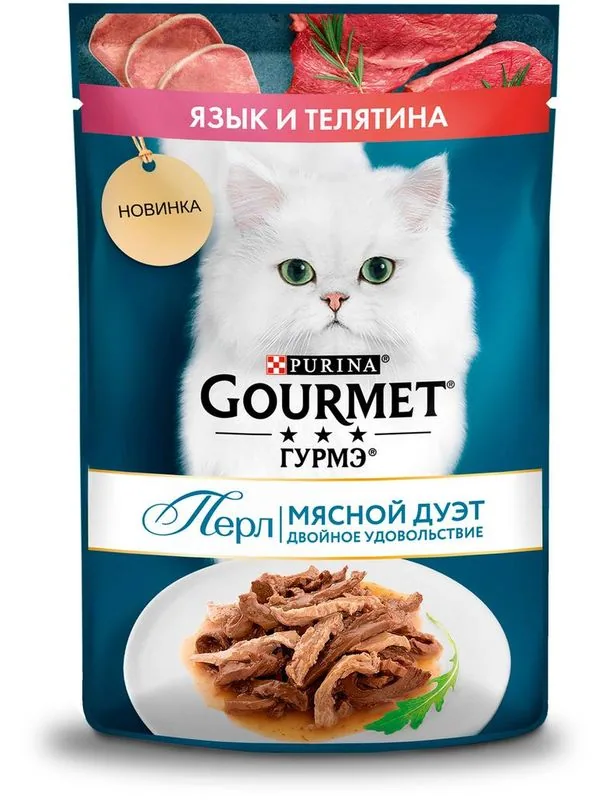 ЯЗЫК И ТЕЛЯТИНА
НОВИНКА
PURINA®
GOURMET®
ГУРМЭ®
Перл | МЯСНОЙ ДУЭТ
ДВОЙНОЕ УДОВОЛЬСТВИЕ